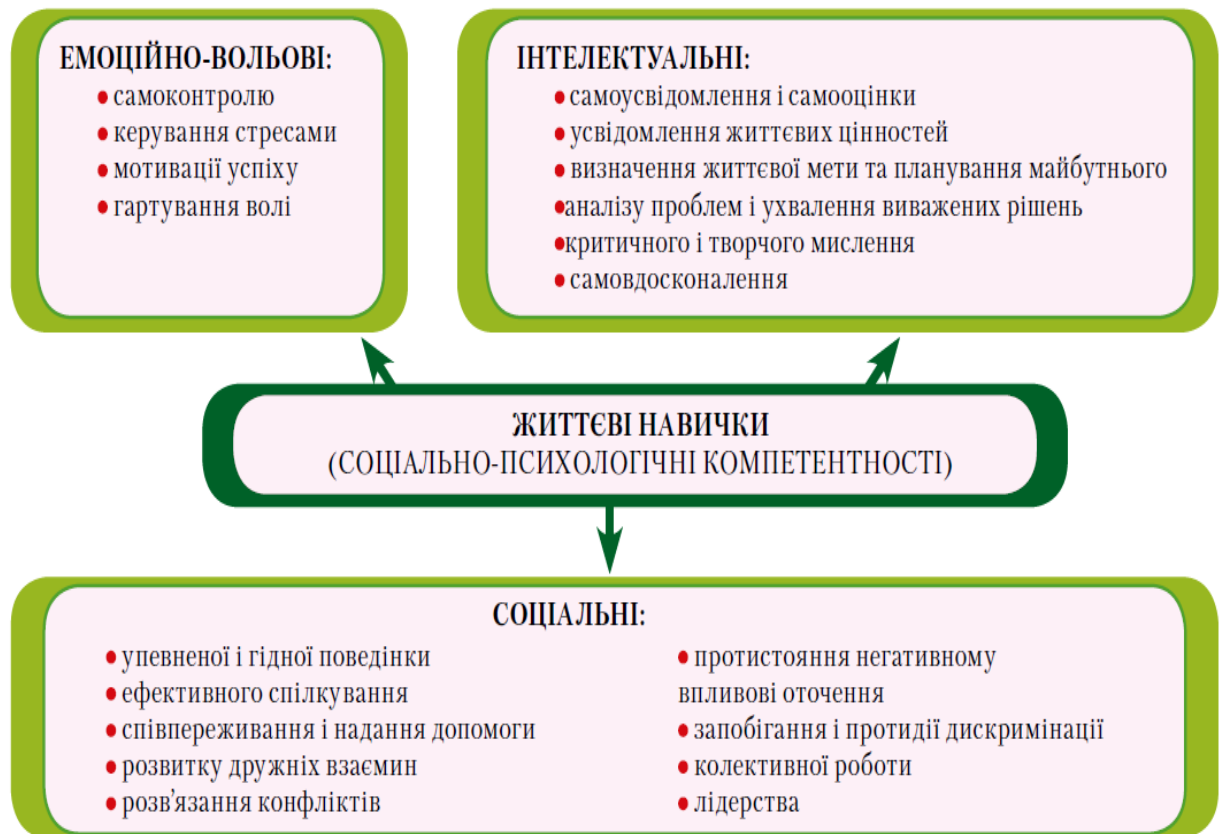 ЕМОЦІЙНО-ВОЛЬОВІ:
• самоконтролю
• керування стресами
• мотивації успіху
• гартування волі
ІНТЕЛЕКТУАЛЬНІ:
• самоусвідомлення і самооцінки
• усвідомлення життєвих цінностей
• визначення життєвої мети та планування майбутнього
•аналізу проблем і ухвалення виважених рішень
•критичного і творчого мислення
• самовдосконалення
ЖИТТЄВІ НАВИЧКИ
(СОЦІАЛЬНО-ПСИХОЛОГІЧНІ КОМПЕТЕНТНОСТІ)
СОЦІАЛЬНІ:
• упевненої і гідної поведінки
• ефективного спілкування
• співпереживання і надання допомоги
• розвитку дружніх взаємин
• розв'язання конфліктів
• протистояння негативному
впливові оточення
• запобігання і протидії дискримінації
• колективної роботи
• лідерства